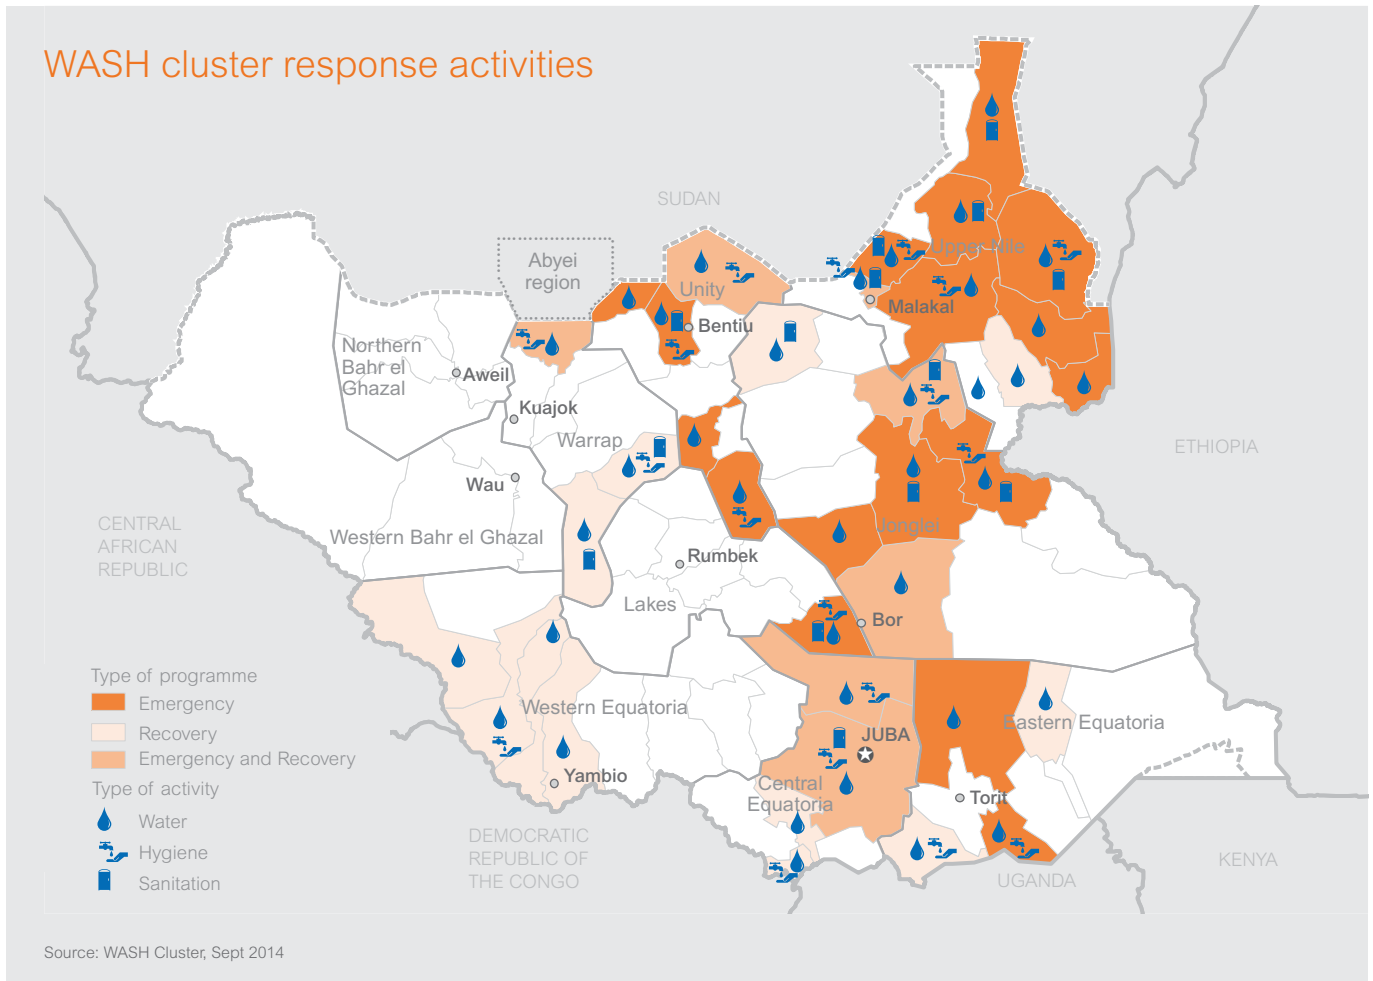 WASH cluster response activities
SUDAN
Abyei
region
Unity
Upper Nile
Malakal
Bentiu
Northern
Bahr el
Ghazal
Aweil
Kuajok
Warrap
Wau
ETHIOPIA
CENTRAL
AFRICAN
REPUBLIC
Western Bahr el Ghazal
Jonglei
Rumbek
Lakes
Bor
Type of programme
Emergency
Recovery
Emergency and Recovery
Type of activity
Water
Hygiene
Sanitation
Western Equatoria
Eastern Equatoria
JUBA
Yambio
Central
Equatoria
Torit
DEMOCRATIC
REPUBLIC OF
THE CONGO
UGANDA
KENYA
Source: WASH Cluster, Sept 2014